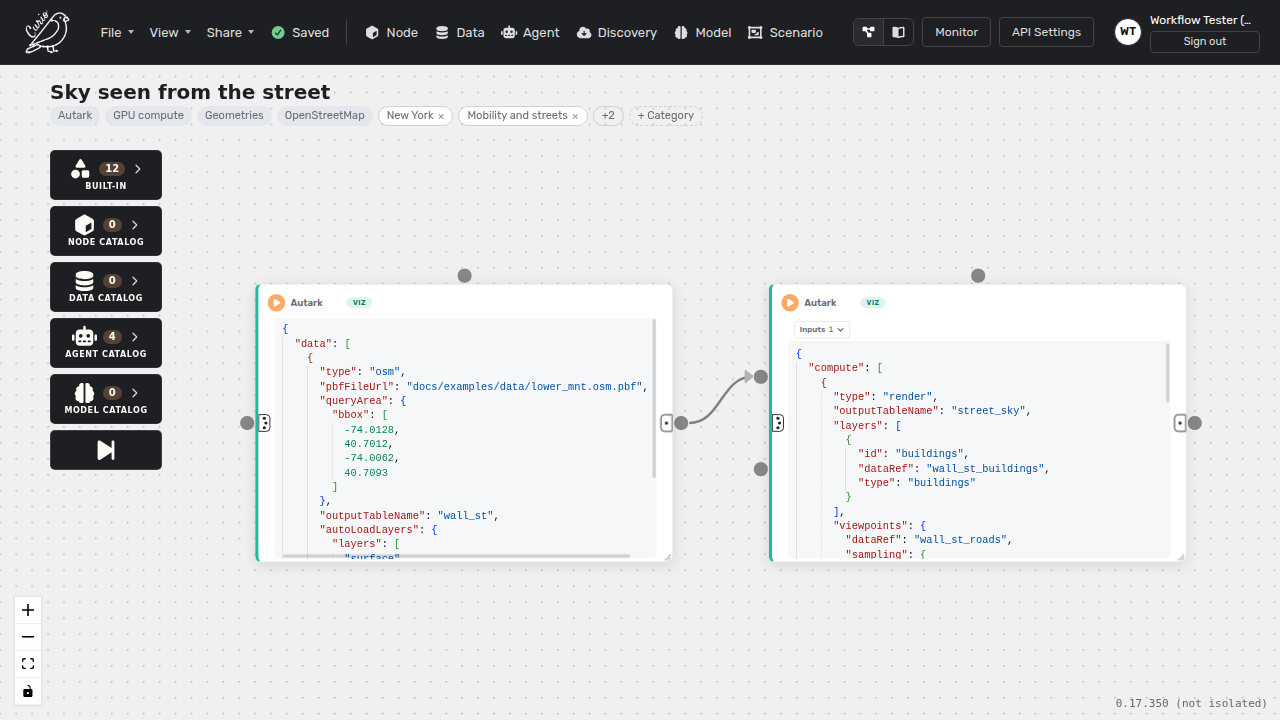 Curio
File
View
Share
Saved
Node
Data
Agent
Discovery
Model
Scenario
Monitor
API Settings
WT
Workflow Tester (…
Sign out
Sky seen from the street
Autark
GPU compute
Geometries
OpenStreetMap
New York ×
Mobility and streets ×
+2
+ Category
12
BUILT-IN
0
NODE CATALOG
0
DATA CATALOG
4
AGENT CATALOG
0
MODEL CATALOG
Autark
VIZ
{
"data": [
{
"type": "osm",
"pbfFileUrl": "docs/examples/data/lower_mnt.osm.pbf",
"queryArea": {
"bbox": [
-74.0128,
40.7012,
-74.0062,
40.7093
]
},
"outputTableName": "wall_st",
"autoLoadLayers": {
"layers": [
"surface"
Autark
VIZ
Inputs 1
{
"compute": [
{
"type": "render",
"outputTableName": "street_sky",
"layers": [
{
"id": "buildings",
"dataRef": "wall_st_buildings",
"type": "buildings"
}
],
"viewpoints": {
"dataRef": "wall_st_roads",
"sampling": {
0.17.350 (not isolated)